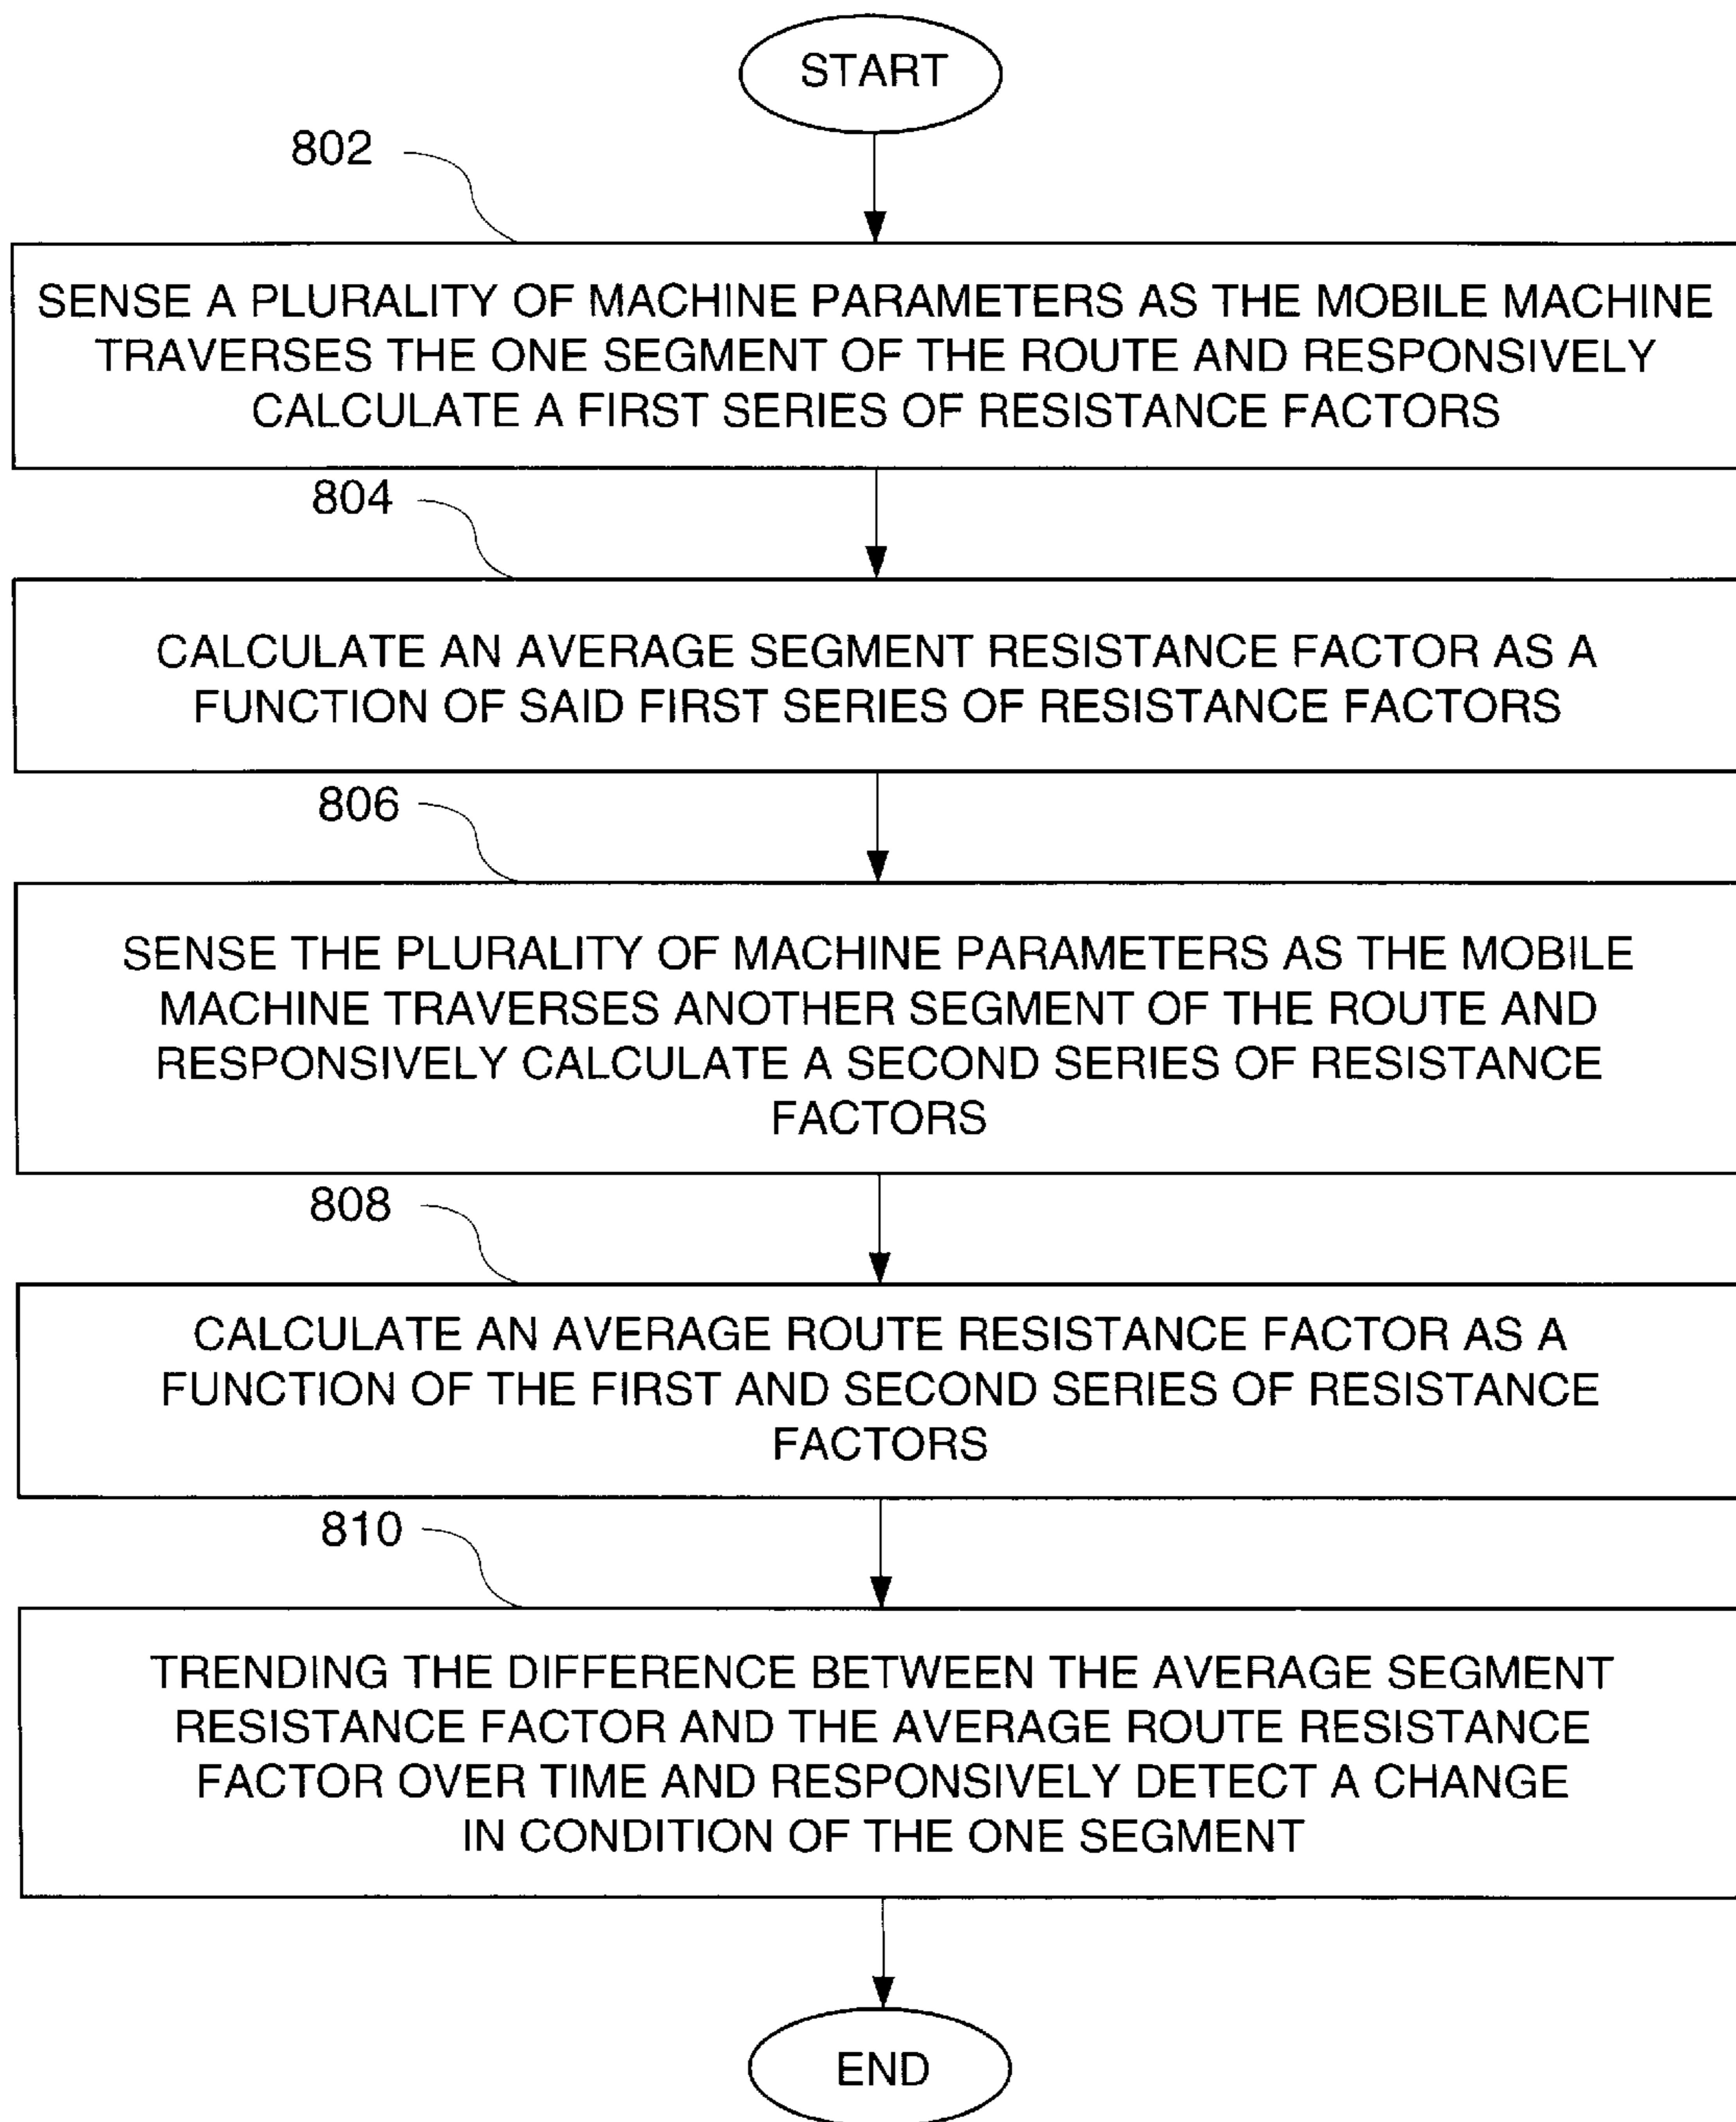 START
802
SENSE A PLURALITY OF MACHINE PARAMETERS AS THE MOBILE MACHINE
TRAVERSES THE ONE SEGMENT OF THE ROUTE AND RESPONSIVELY
CALCULATE A FIRST SERIES OF RESISTANCE FACTORS
804
CALCULATE AN AVERAGE SEGMENT RESISTANCE FACTOR AS A
FUNCTION OF SAID FIRST SERIES OF RESISTANCE FACTORS
806
SENSE THE PLURALITY OF MACHINE PARAMETERS AS THE MOBILE
MACHINE TRAVERSES ANOTHER SEGMENT OF THE ROUTE AND
RESPONSIVELY CALCULATE A SECOND SERIES OF RESISTANCE
FACTORS
808
CALCULATE AN AVERAGE ROUTE RESISTANCE FACTOR AS A
FUNCTION OF THE FIRST AND SECOND SERIES OF RESISTANCE
FACTORS
810
TRENDING THE DIFFERENCE BETWEEN THE AVERAGE SEGMENT
RESISTANCE FACTOR AND THE AVERAGE ROUTE RESISTANCE
FACTOR OVER TIME AND RESPONSIVELY DETECT A CHANGE
IN CONDITION OF THE ONE SEGMENT
END